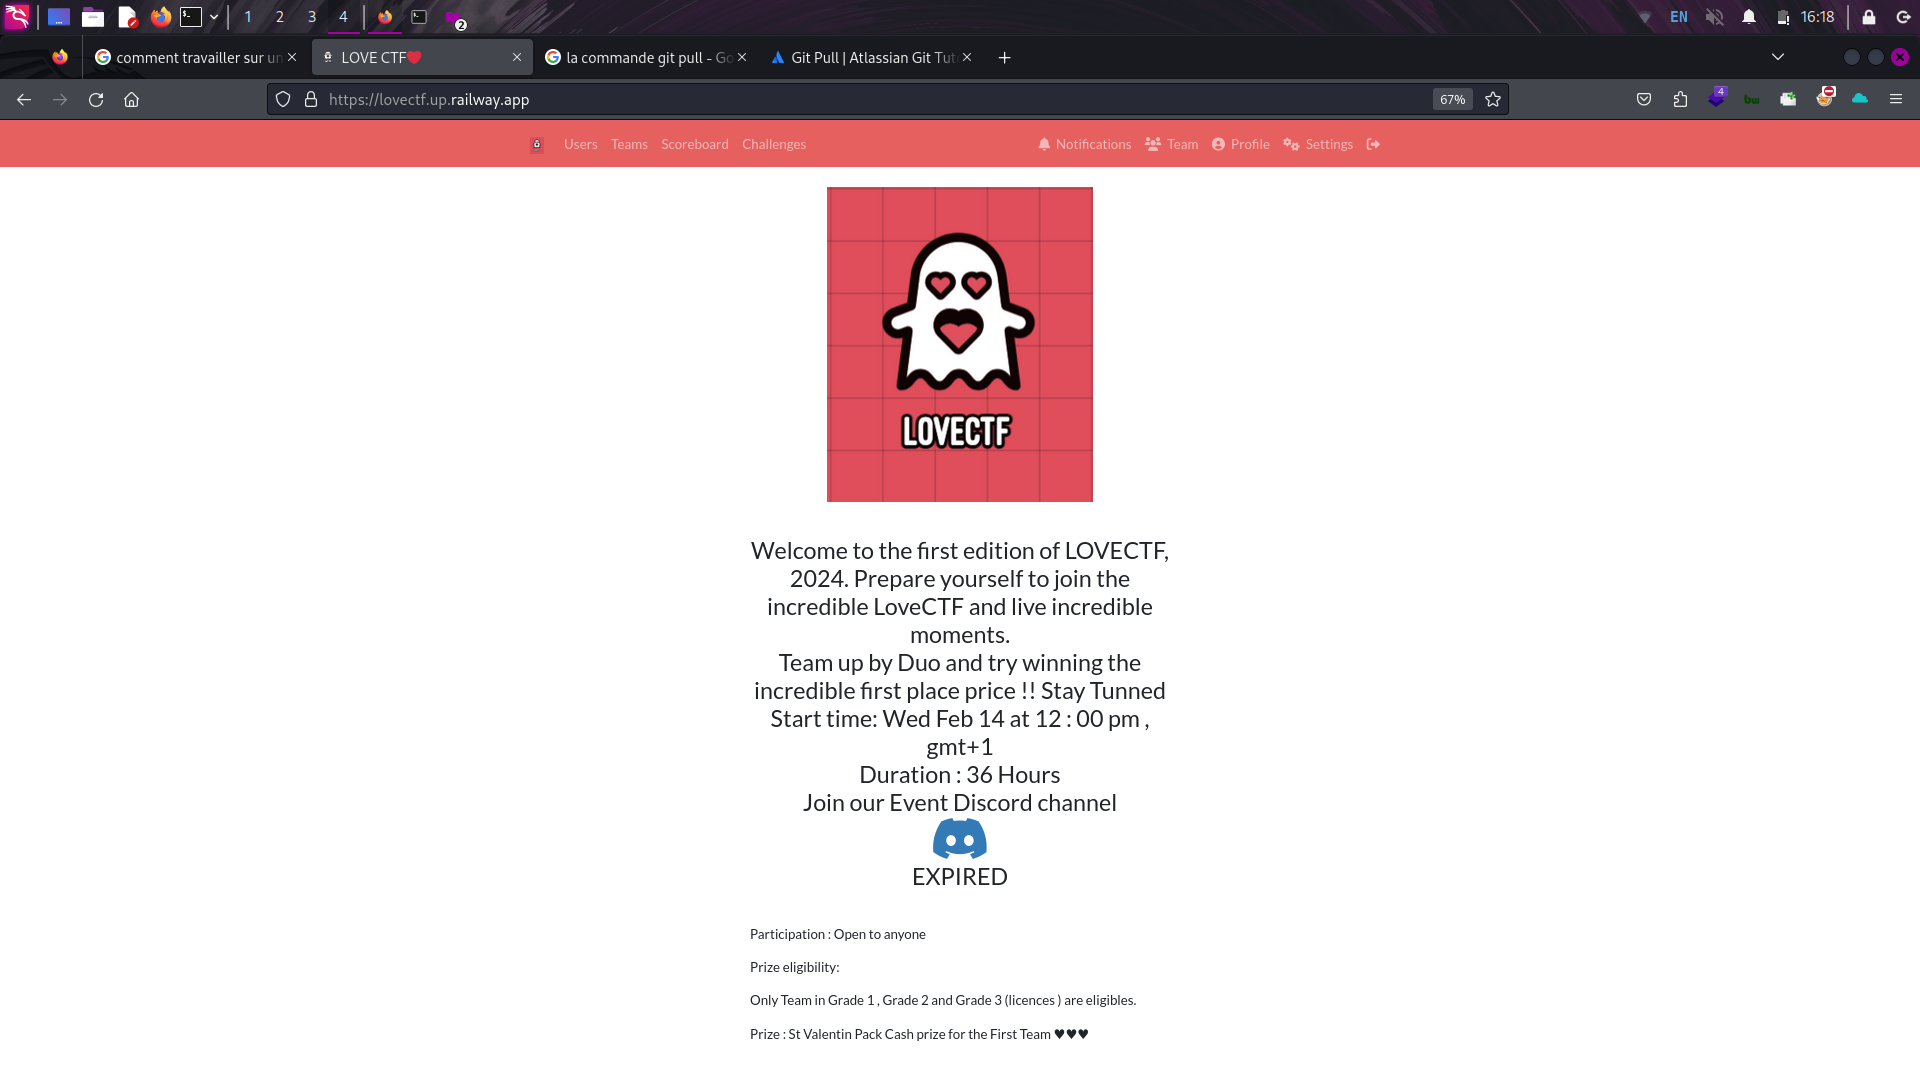 1 2 3 4
2
EN
16:18
comment travailler sur un
LOVE CTF❤️
la commande git pull - Go
Git Pull | Atlassian Git Tut
https://lovectf.up.railway.app
67%
4
Users Teams Scoreboard Challenges
Notifications Team Profile Settings
LOVECTF
Welcome to the first edition of LOVECTF,
2024. Prepare yourself to join the
incredible LoveCTF and live incredible
moments.
Team up by Duo and try winning the
incredible first place price !! Stay Tunned
Start time: Wed Feb 14 at 12 : 00 pm ,
gmt+1
Duration : 36 Hours
Join our Event Discord channel
EXPIRED
Participation : Open to anyone
Prize eligibility:
Only Team in Grade 1 , Grade 2 and Grade 3 (licences ) are eligibles.
Prize : St Valentin Pack Cash prize for the First Team ♥♥♥